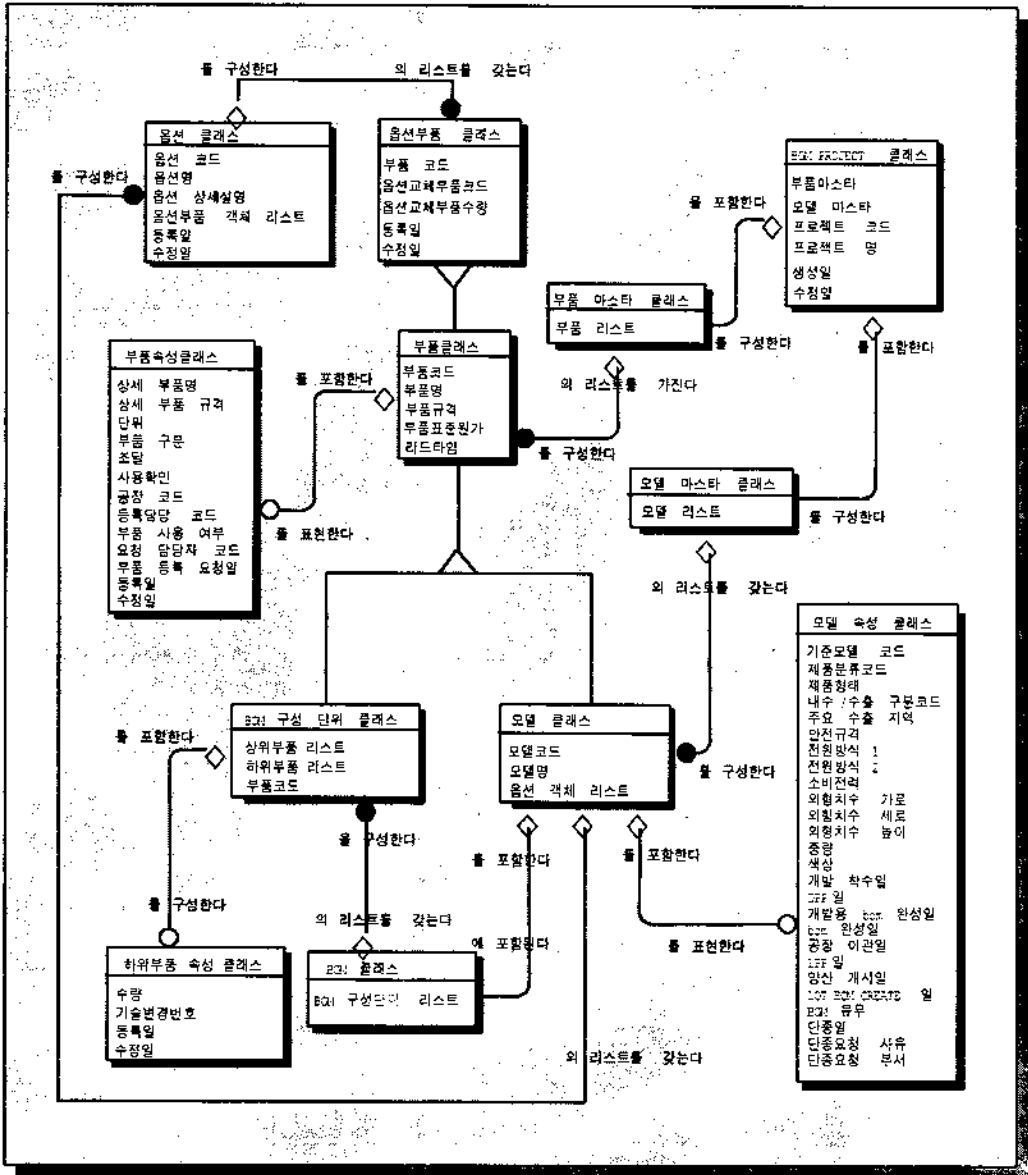 를 구성한다
의 리스트를 갖는다
옵션 클래스
옵션 코드
옵션명
옵션 상세설명
옵션부품 객체 리스트
등록일
수정일
를 구성한다
옵션부품 클래스
부품 코드
옵션교체부품코드
옵션교체부품수량
등록일
수정일
BOM PROJECT 클래스
부품마스타
모델 마스타
프로젝트 코드
프로젝트 명
생성일
수정일
을 포함한다
부품 마스타 클래스
부품 리스트
를 구성한다
를 포함한다
의 리스트를 가진다
부품클래스
부품코드
부품명
부품규격
부품표준원가
리드타임
를 구성한다
부품속성클래스
상세 부품명
상세 부품 규격
단위
부품 구분
조달
사용확인
공장 코드
등록담당 코드
부품 사용 여부
요청 담당자 코드
부품 등록 요청일
등록일
수정일
를 포함한다
를 표현한다
모델 마스타 클래스
모델 리스트
를 구성한다
의 리스트를 갖는다
모델 속성 클래스
기준모델 코드
제품분류코드
제품형태
내수/수출 구분코드
주요 수출 지역
안전규격
전원방식 1
전원방식 2
소비전력
외형치수 가로
외형치수 세로
외형치수 높이
중량
색상
개발 착수일
일
개발용 bom 완성일
bom 완성일
공장 이관일
일
양산 개시일
LOT BOM CREATE 일
BOM 유무
단종일
단종요청 사유
단종요청 부서
BOM 구성 단위 클래스
상위부품 리스트
하위부품 리스트
부품코드
를 포함한다
를 구성한다
모델 클래스
모델코드
모델명
옵션 객체 리스트
를 구성한다
을 구성한다
를 포함한다
를 포함한다
의 리스트를 갖는다
에 포함된다
를 표현한다
하위부품 속성 클래스
수량
기술변경번호
등록일
수정일
BOM 클래스
BOM 구성단위 리스트
의 리스트를 갖는다